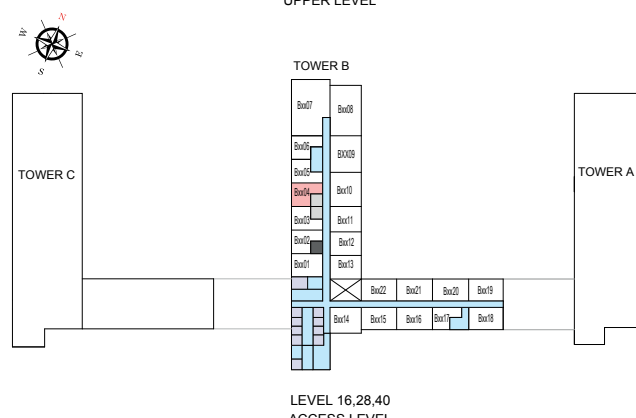 UPPER LEVEL
N
W
E
S
TOWER B
Bxx07
Bxx08
Bxx06
BXX09
Bxx05
TOWER C
TOWER A
Bxx04
Bxx10
Bxx03
Bxx11
Bxx02
Bxx12
Bxx01
Bxx13
Bxx22
Bxx21
Bxx20
Bxx19
Bxx14
Bxx15
Bxx16
Bxx17
Bxx18
LEVEL 16,28,40
ACCESS LEVEL